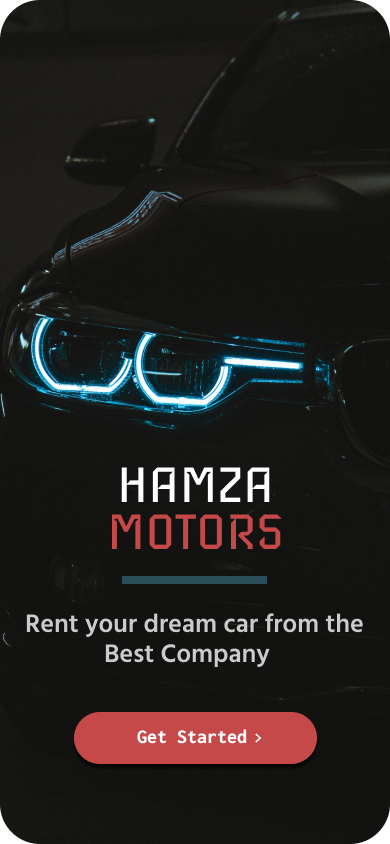 HAMZA
MOTORS
Rent your dream car from the
Best Company
Get Started >